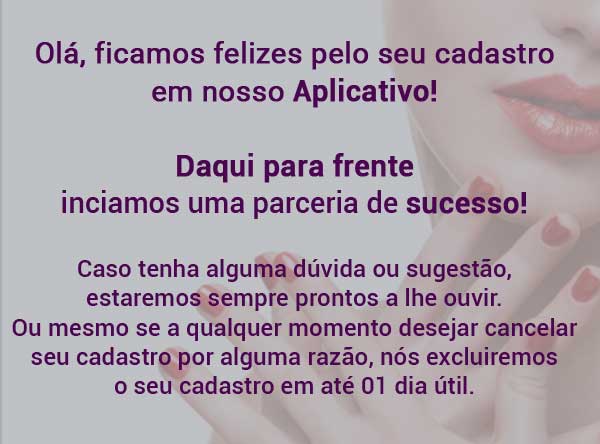 Olá, ficamos felizes pelo seu cadastro
em nosso Aplicativo!
Daqui para frente
inciamos uma parceria de sucesso!
Caso tenha alguma dúvida ou sugestão,
estaremos sempre prontos a lhe ouvir.
Ou mesmo se a qualquer momento desejar cancelar
seu cadastro por alguma razão, nós excluiremos
o seu cadastro em até 01 dia útil.